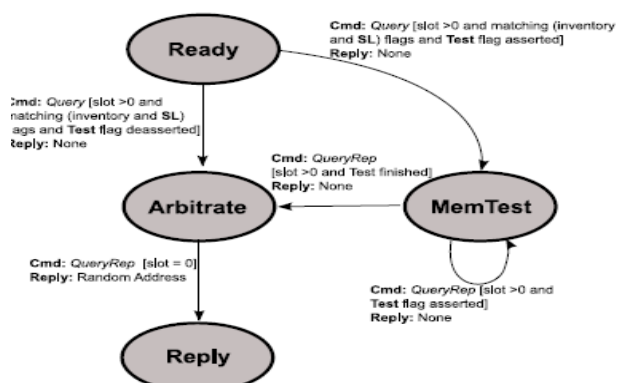 Ready
Cmd: Query [slot >0 and matching (inventory
and SL) flags and Test flag asserted]
Reply: None
Cmd: Query [slot >0 and
matching (inventory and SL)
ags and Test flag deasserted]
Reply: None
Cmd: QueryRep
[slot >0 and Test finished]
Reply: None
Arbitrate
MemTest
Cmd: QueryRep [slot = 0]
Reply: Random Address
Cmd: QueryRep [slot >0 and
Test flag asserted]
Reply: None
Reply